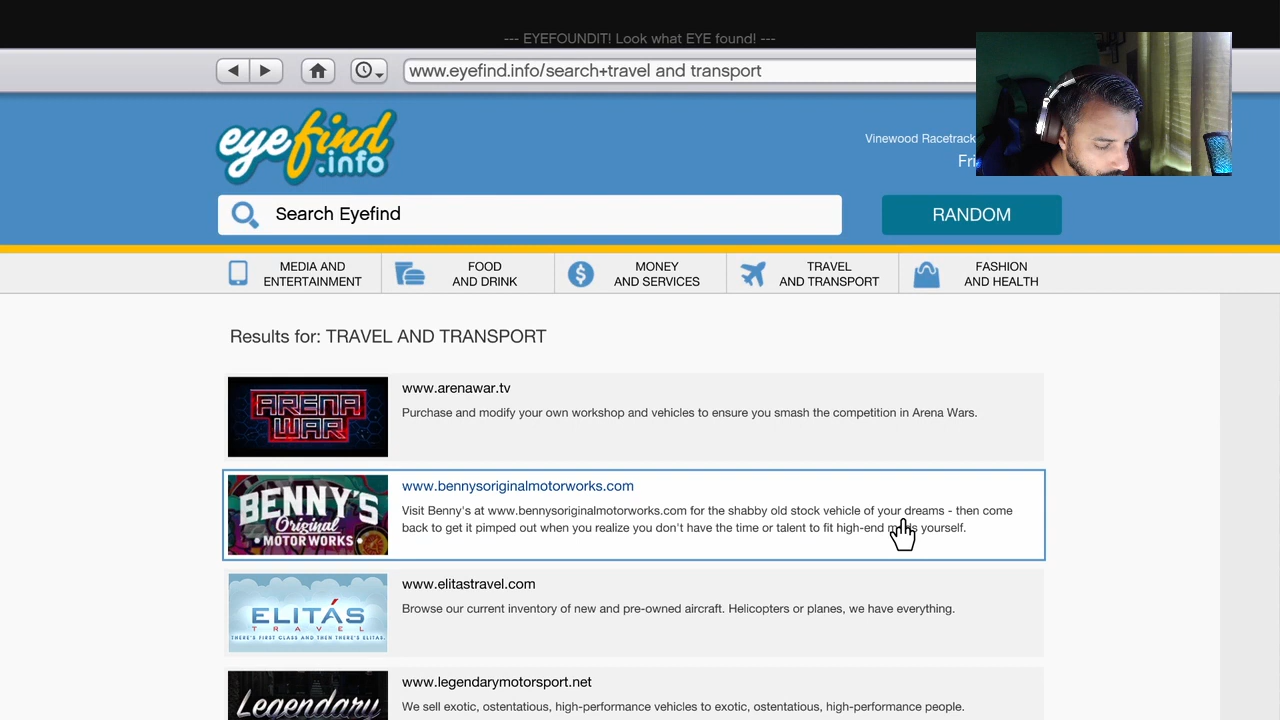 --- EYEFOUNDIT! Look what EYE found! ---
www.eyefind.info/search+travel and transport
eyefind
.info
Vinewood Racetrack
Search Eyefind
RANDOM
MEDIA AND
ENTERTAINMENT
FOOD
AND DRINK
MONEY
AND SERVICES
TRAVEL
AND TRANSPORT
FASHION
AND HEALTH
Results for: TRAVEL AND TRANSPORT
ARENA
WAR
www.arenawar.tv
Purchase and modify your own workshop and vehicles to ensure you smash the competition in Arena Wars.
BENNY'S
Original
MOTOR WORKS
www.bennysoriginalmotorworks.com
Visit Benny's at www.bennysoriginalmotorworks.com for the shabby old stock vehicle of your dreams - then come
back to get it pimped out when you realize you don't have the time or talent to fit high-end yourself.
ELITÁS
TRAVEL
THERE'S FIRST CLASS AND THEN THERE'S ELITAS.
www.elitastravel.com
Browse our current inventory of new and pre-owned aircraft. Helicopters or planes, we have everything.
Legendary
www.legendarymotorsport.net
We sell exotic, ostentatious, high-performance vehicles to exotic, ostentatious, high-performance people.